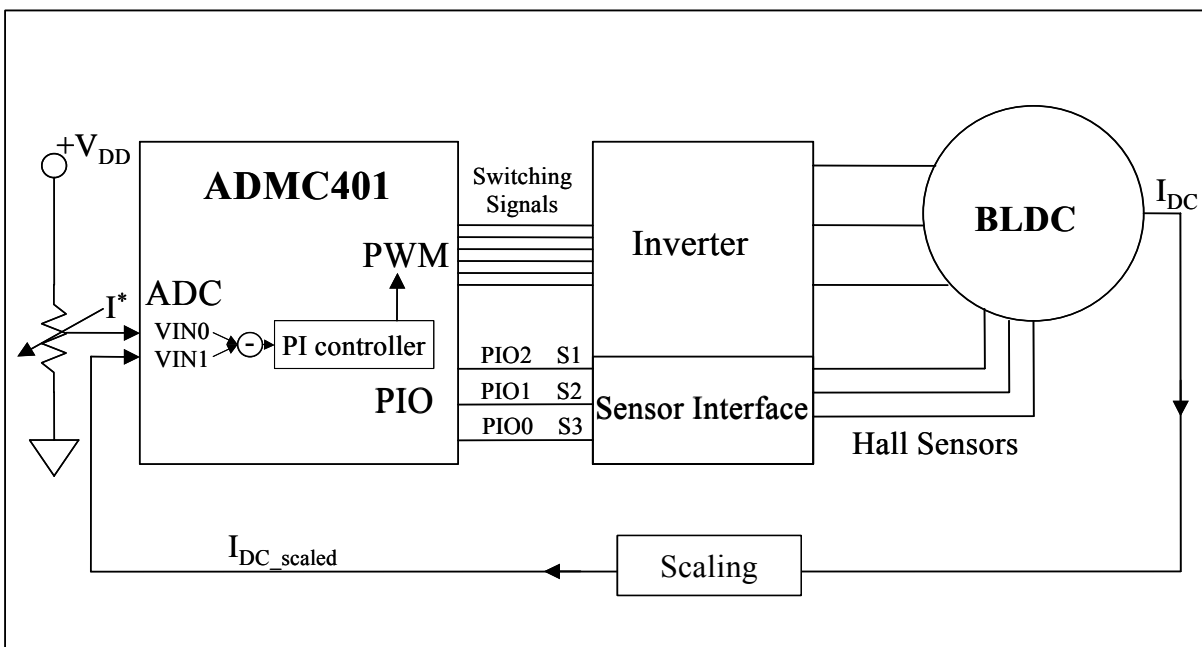 +V_DD
ADMC401
Switching
Signals
Inverter
BLDC
I_DC
PWM
ADC
I*
VIN0
VIN1
-
PI controller
PIO
PIO2 S1
PIO1 S2
PIO0 S3
Sensor Interface
Hall Sensors
I_DC_scaled
Scaling